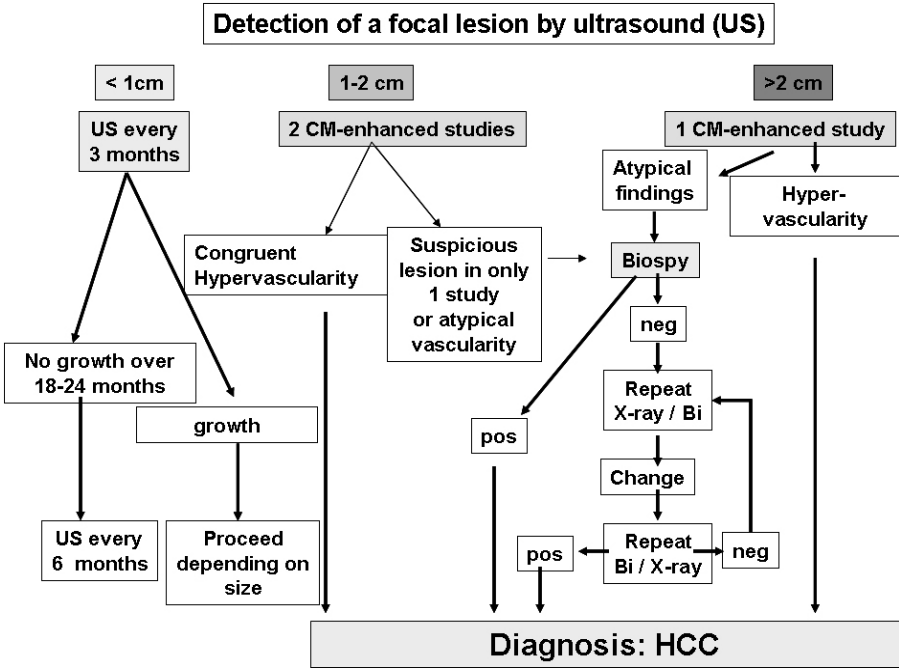 Detection of a focal lesion by ultrasound (US)
< 1cm
1-2 cm
>2 cm
US every
3 months
2 CM-enhanced studies
1 CM-enhanced study
Atypical
findings
Hyper-
vascularity
Congruent
Hypervascularity
Suspicious
lesion in only
1 study
or atypical
vascularity
Biospy
neg
No growth over
18-24 months
growth
pos
Repeat
X-ray / Bi
Change
US every
6 months
Proceed
depending on
size
pos
Repeat
Bi / X-ray
neg
Diagnosis: HCC